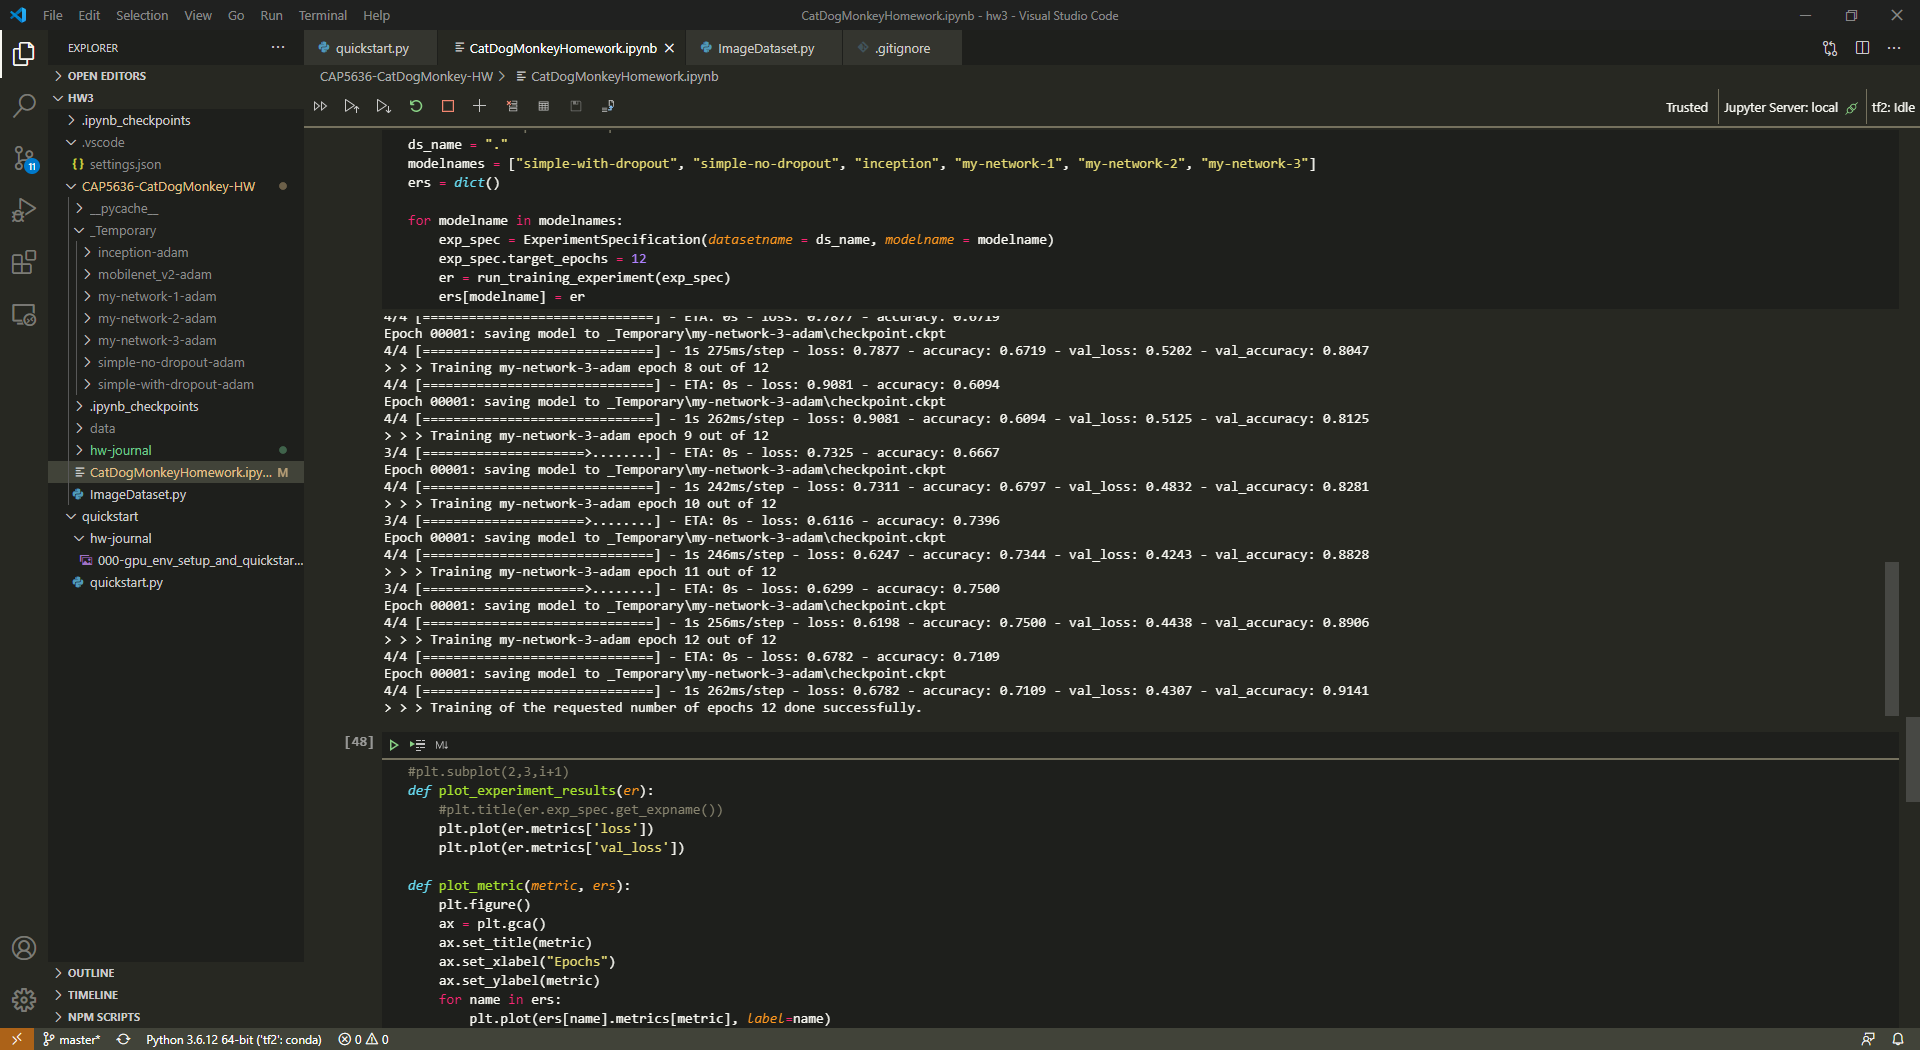 File Edit Selection View Go Run Terminal Help
CatDogMonkeyHomework.ipynb - hw3 - Visual Studio Code
EXPLORER ···
quickstart.py
CatDogMonkeyHomework.ipynb
ImageDataset.py
.gitignore
OPEN EDITORS
HW3
.ipynb_checkpoints
.vscode
settings.json
CAP5636-CatDogMonkey-HW
__pycache__
_Temporary
inception-adam
mobilenet_v2-adam
my-network-1-adam
my-network-2-adam
my-network-3-adam
simple-no-dropout-adam
simple-with-dropout-adam
.ipynb_checkpoints
data
hw-journal
CatDogMonkeyHomework.ipy... M
ImageDataset.py
quickstart
hw-journal
000-gpu_env_setup_and_quickstar...
quickstart.py
OUTLINE
TIMELINE
NPM SCRIPTS
11
CAP5636-CatDogMonkey-HW > CatDogMonkeyHomework.ipynb
Trusted Jupyter Server: local tf2: Idle
ds_name = "."
modelnames = ["simple-with-dropout", "simple-no-dropout", "inception", "my-network-1", "my-network-2", "my-network-3"]
ers = dict()
for modelname in modelnames:
exp_spec = ExperimentSpecification(datasetname = ds_name, modelname = modelname)
exp_spec.target_epochs = 12
er = run_training_experiment(exp_spec)
ers[modelname] = er
4/4 [==============================] - ETA: 0s - loss: 0.7877 - accuracy: 0.6719
Epoch 00001: saving model to _Temporary\my-network-3-adam\checkpoint.ckpt
4/4 [==============================] - 1s 275ms/step - loss: 0.7877 - accuracy: 0.6719 - val_loss: 0.5202 - val_accuracy: 0.8047
> > > Training my-network-3-adam epoch 8 out of 12
4/4 [==============================] - ETA: 0s - loss: 0.9081 - accuracy: 0.6094
Epoch 00001: saving model to _Temporary\my-network-3-adam\checkpoint.ckpt
4/4 [==============================] - 1s 262ms/step - loss: 0.9081 - accuracy: 0.6094 - val_loss: 0.5125 - val_accuracy: 0.8125
> > > Training my-network-3-adam epoch 9 out of 12
3/4 [=====================>........] - ETA: 0s - loss: 0.7325 - accuracy: 0.6667
Epoch 00001: saving model to _Temporary\my-network-3-adam\checkpoint.ckpt
4/4 [==============================] - 1s 242ms/step - loss: 0.7311 - accuracy: 0.6797 - val_loss: 0.4832 - val_accuracy: 0.8281
> > > Training my-network-3-adam epoch 10 out of 12
3/4 [=====================>........] - ETA: 0s - loss: 0.6116 - accuracy: 0.7396
Epoch 00001: saving model to _Temporary\my-network-3-adam\checkpoint.ckpt
4/4 [==============================] - 1s 246ms/step - loss: 0.6247 - accuracy: 0.7344 - val_loss: 0.4243 - val_accuracy: 0.8828
> > > Training my-network-3-adam epoch 11 out of 12
3/4 [=====================>........] - ETA: 0s - loss: 0.6299 - accuracy: 0.7500
Epoch 00001: saving model to _Temporary\my-network-3-adam\checkpoint.ckpt
4/4 [==============================] - 1s 256ms/step - loss: 0.6198 - accuracy: 0.7500 - val_loss: 0.4438 - val_accuracy: 0.8906
> > > Training my-network-3-adam epoch 12 out of 12
4/4 [==============================] - ETA: 0s - loss: 0.6782 - accuracy: 0.7109
Epoch 00001: saving model to _Temporary\my-network-3-adam\checkpoint.ckpt
4/4 [==============================] - 1s 262ms/step - loss: 0.6782 - accuracy: 0.7109 - val_loss: 0.4307 - val_accuracy: 0.9141
> > > Training of the requested number of epochs 12 done successfully.
[48] M↓
#plt.subplot(2,3,i+1)
def plot_experiment_results(er):
#plt.title(er.exp_spec.get_expname())
plt.plot(er.metrics['loss'])
plt.plot(er.metrics['val_loss'])
def plot_metric(metric, ers):
plt.figure()
ax = plt.gca()
ax.set_title(metric)
ax.set_xlabel("Epochs")
ax.set_ylabel(metric)
for name in ers:
plt.plot(ers[name].metrics[metric], label=name)
master* Python 3.6.12 64-bit ('tf2': conda) 0 0